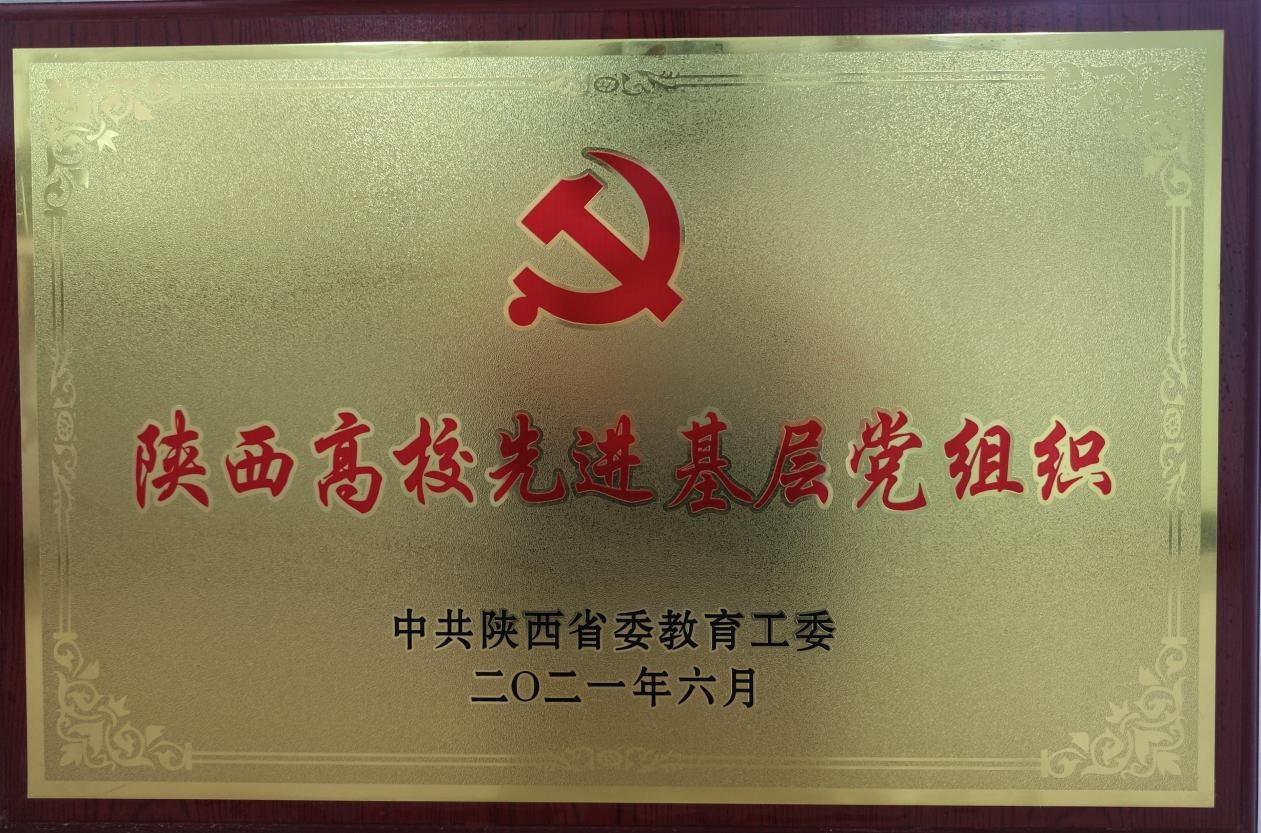 陕西高校先进基层党组织
中共陕西省委教育工委
二〇二一年六月